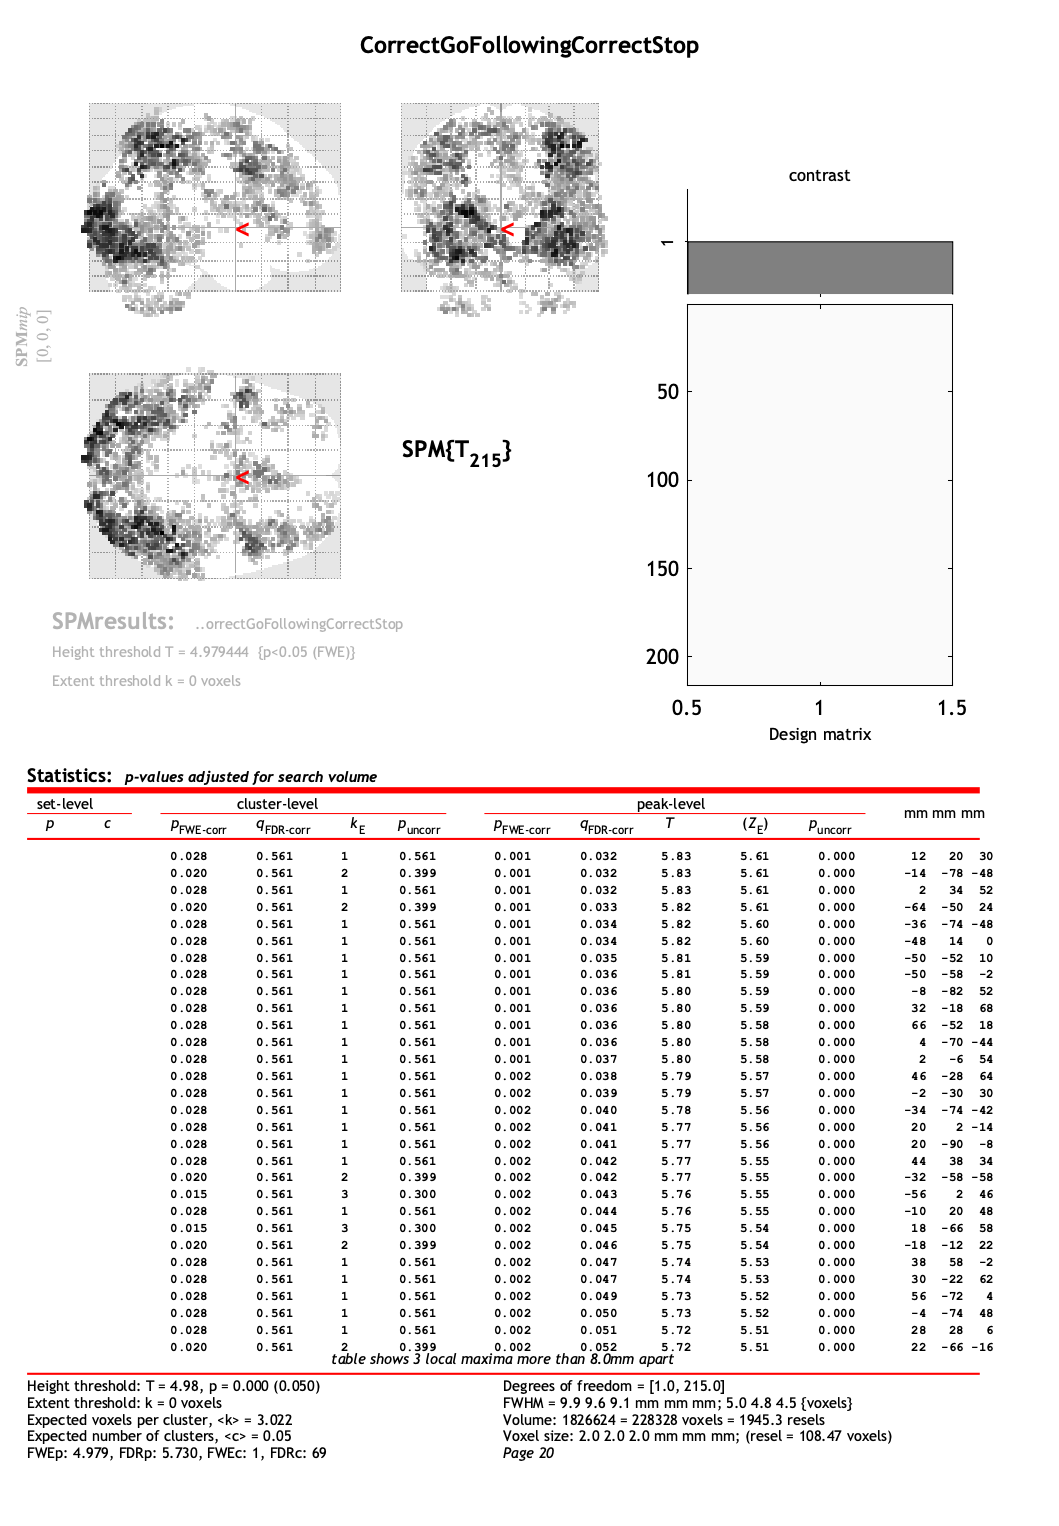 CorrectGoFollowingCorrectStop
SPMmip
[0, 0, 0]
<
<
<
SPM{T215}
contrast
1
50
100
150
200
0.5 1 1.5
Design matrix
SPMresults: ..orrectGoFollowingCorrectStop
Height threshold T = 4.979444 {p<0.05 (FWE)}
Extent threshold k = 0 voxels
Statistics: p-values adjusted for search volume
set-level cluster-level peak-level mm mm mm
p c pFWE-corr qFDR-corr kE puncorr pFWE-corr qFDR-corr T (ZE) puncorr
0.028 0.561 1 0.561 0.001 0.032 5.83 5.61 0.000 12 20 30
0.020 0.561 2 0.399 0.001 0.032 5.83 5.61 0.000 -14 -78 -48
0.028 0.561 1 0.561 0.001 0.032 5.83 5.61 0.000 2 34 52
0.020 0.561 2 0.399 0.001 0.033 5.82 5.61 0.000 -64 -50 24
0.028 0.561 1 0.561 0.001 0.034 5.82 5.60 0.000 -36 -74 -48
0.028 0.561 1 0.561 0.001 0.034 5.82 5.60 0.000 -48 14 0
0.028 0.561 1 0.561 0.001 0.035 5.81 5.59 0.000 -50 -52 10
0.028 0.561 1 0.561 0.001 0.036 5.81 5.59 0.000 -50 -58 -2
0.028 0.561 1 0.561 0.001 0.036 5.80 5.59 0.000 -8 -82 52
0.028 0.561 1 0.561 0.001 0.036 5.80 5.59 0.000 32 -18 68
0.028 0.561 1 0.561 0.001 0.036 5.80 5.58 0.000 66 -52 18
0.028 0.561 1 0.561 0.001 0.036 5.80 5.58 0.000 4 -70 -44
0.028 0.561 1 0.561 0.001 0.037 5.80 5.58 0.000 2 -6 54
0.028 0.561 1 0.561 0.002 0.038 5.79 5.57 0.000 46 -28 64
0.028 0.561 1 0.561 0.002 0.039 5.79 5.57 0.000 -2 -30 30
0.028 0.561 1 0.561 0.002 0.040 5.78 5.56 0.000 -34 -74 -42
0.028 0.561 1 0.561 0.002 0.041 5.77 5.56 0.000 20 2 -14
0.028 0.561 1 0.561 0.002 0.041 5.77 5.56 0.000 20 -90 -8
0.028 0.561 1 0.561 0.002 0.042 5.77 5.55 0.000 44 38 34
0.020 0.561 2 0.399 0.002 0.042 5.77 5.55 0.000 -32 -58 -58
0.015 0.561 3 0.300 0.002 0.043 5.76 5.55 0.000 -56 2 46
0.028 0.561 1 0.561 0.002 0.044 5.76 5.55 0.000 -10 20 48
0.015 0.561 3 0.300 0.002 0.045 5.75 5.54 0.000 18 -66 58
0.020 0.561 2 0.399 0.002 0.046 5.75 5.54 0.000 -18 -12 22
0.028 0.561 1 0.561 0.002 0.047 5.74 5.53 0.000 38 58 -2
0.028 0.561 1 0.561 0.002 0.047 5.74 5.53 0.000 30 -22 62
0.028 0.561 1 0.561 0.002 0.049 5.73 5.52 0.000 56 -72 4
0.028 0.561 1 0.561 0.002 0.050 5.73 5.52 0.000 -4 -74 48
0.028 0.561 1 0.561 0.002 0.051 5.72 5.51 0.000 28 28 6
0.020 0.561 2 0.399 0.002 0.052 5.72 5.51 0.000 22 -66 -16
table shows 3 local maxima more than 8.0mm apart
Height threshold: T = 4.98, p = 0.000 (0.050)
Extent threshold: k = 0 voxels
Expected voxels per cluster, <k> = 3.022
Expected number of clusters, <c> = 0.05
FWEp: 4.979, FDRp: 5.730, FWEc: 1, FDRc: 69
Degrees of freedom = [1.0, 215.0]
FWHM = 9.9 9.6 9.1 mm mm mm; 5.0 4.8 4.5 {voxels}
Volume: 1826624 = 228328 voxels = 1945.3 resels
Voxel size: 2.0 2.0 2.0 mm mm mm; (resel = 108.47 voxels)
Page 20